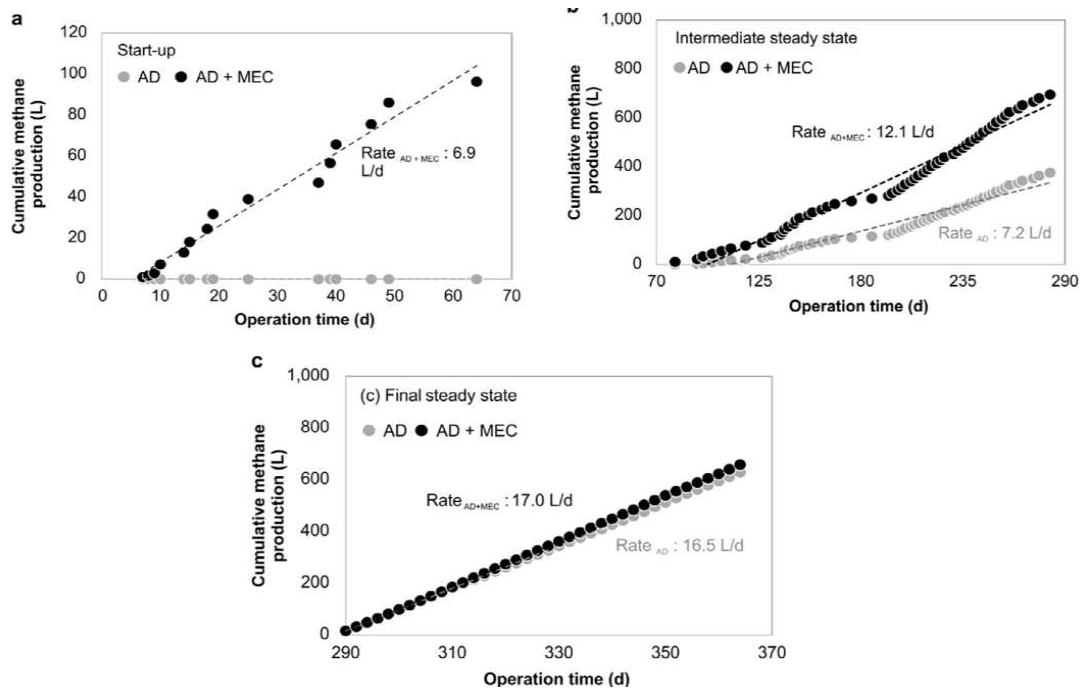 a
Start-up
AD AD + MEC
120
100
80
60
40
20
0
Rate AD + MEC : 6.9
L/d
0 10 20 30 40 50 60 70
Cumulative methane
production (L)
Operation time (d)
b
Intermediate steady state
AD AD + MEC
1,000
800
600
400
200
0
Rate AD+MEC : 12.1 L/d
Rate AD : 7.2 L/d
70 125 180 235 290
Cumulative methane
production (L)
Operation time (d)
c
(c) Final steady state
AD AD + MEC
1,000
800
600
400
200
0
Rate AD+MEC : 17.0 L/d
Rate AD : 16.5 L/d
290 310 330 350 370
Cumulative methane
production (L)
Operation time (d)